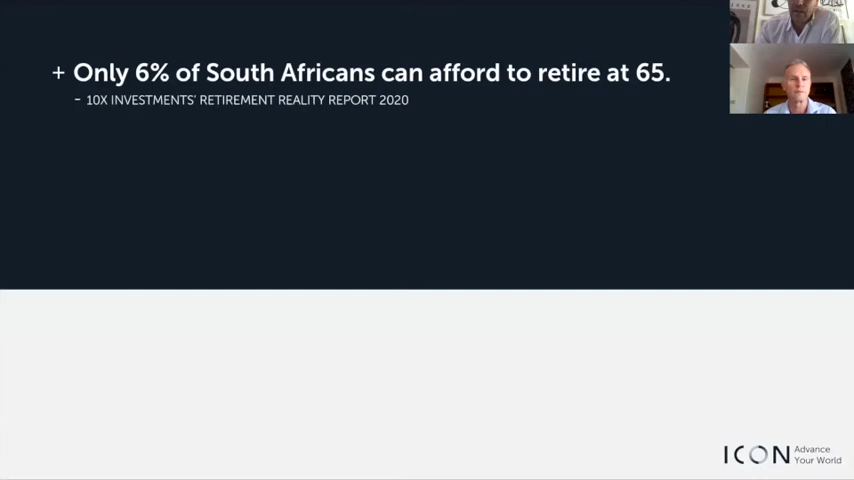 + Only 6% of South Africans can afford to retire at 65.
- 10X INVESTMENTS' RETIREMENT REALITY REPORT 2020
ICON Advance
Your World